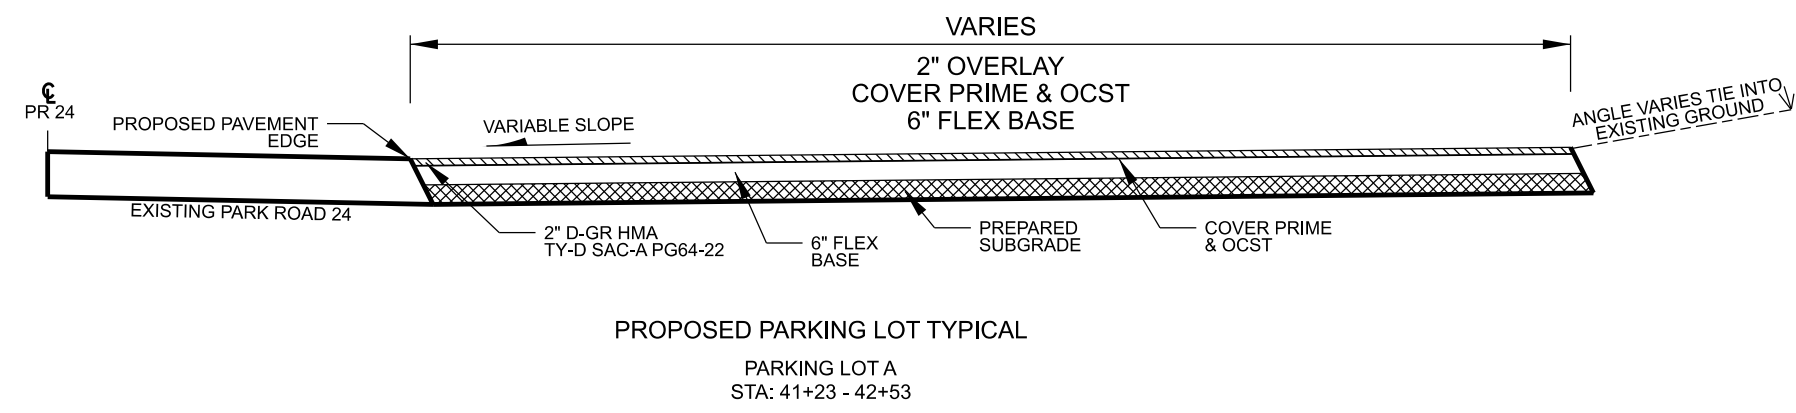 VARIES
2" OVERLAY
COVER PRIME & OCST
6" FLEX BASE
℄
PR 24
PROPOSED PAVEMENT
EDGE
VARIABLE SLOPE
ANGLE VARIES TIE INTO
EXISTING GROUND
EXISTING PARK ROAD 24
2" D-GR HMA
TY-D SAC-A PG64-22
6" FLEX
BASE
PREPARED
SUBGRADE
COVER PRIME
& OCST
PROPOSED PARKING LOT TYPICAL
PARKING LOT A
STA: 41+23 - 42+53